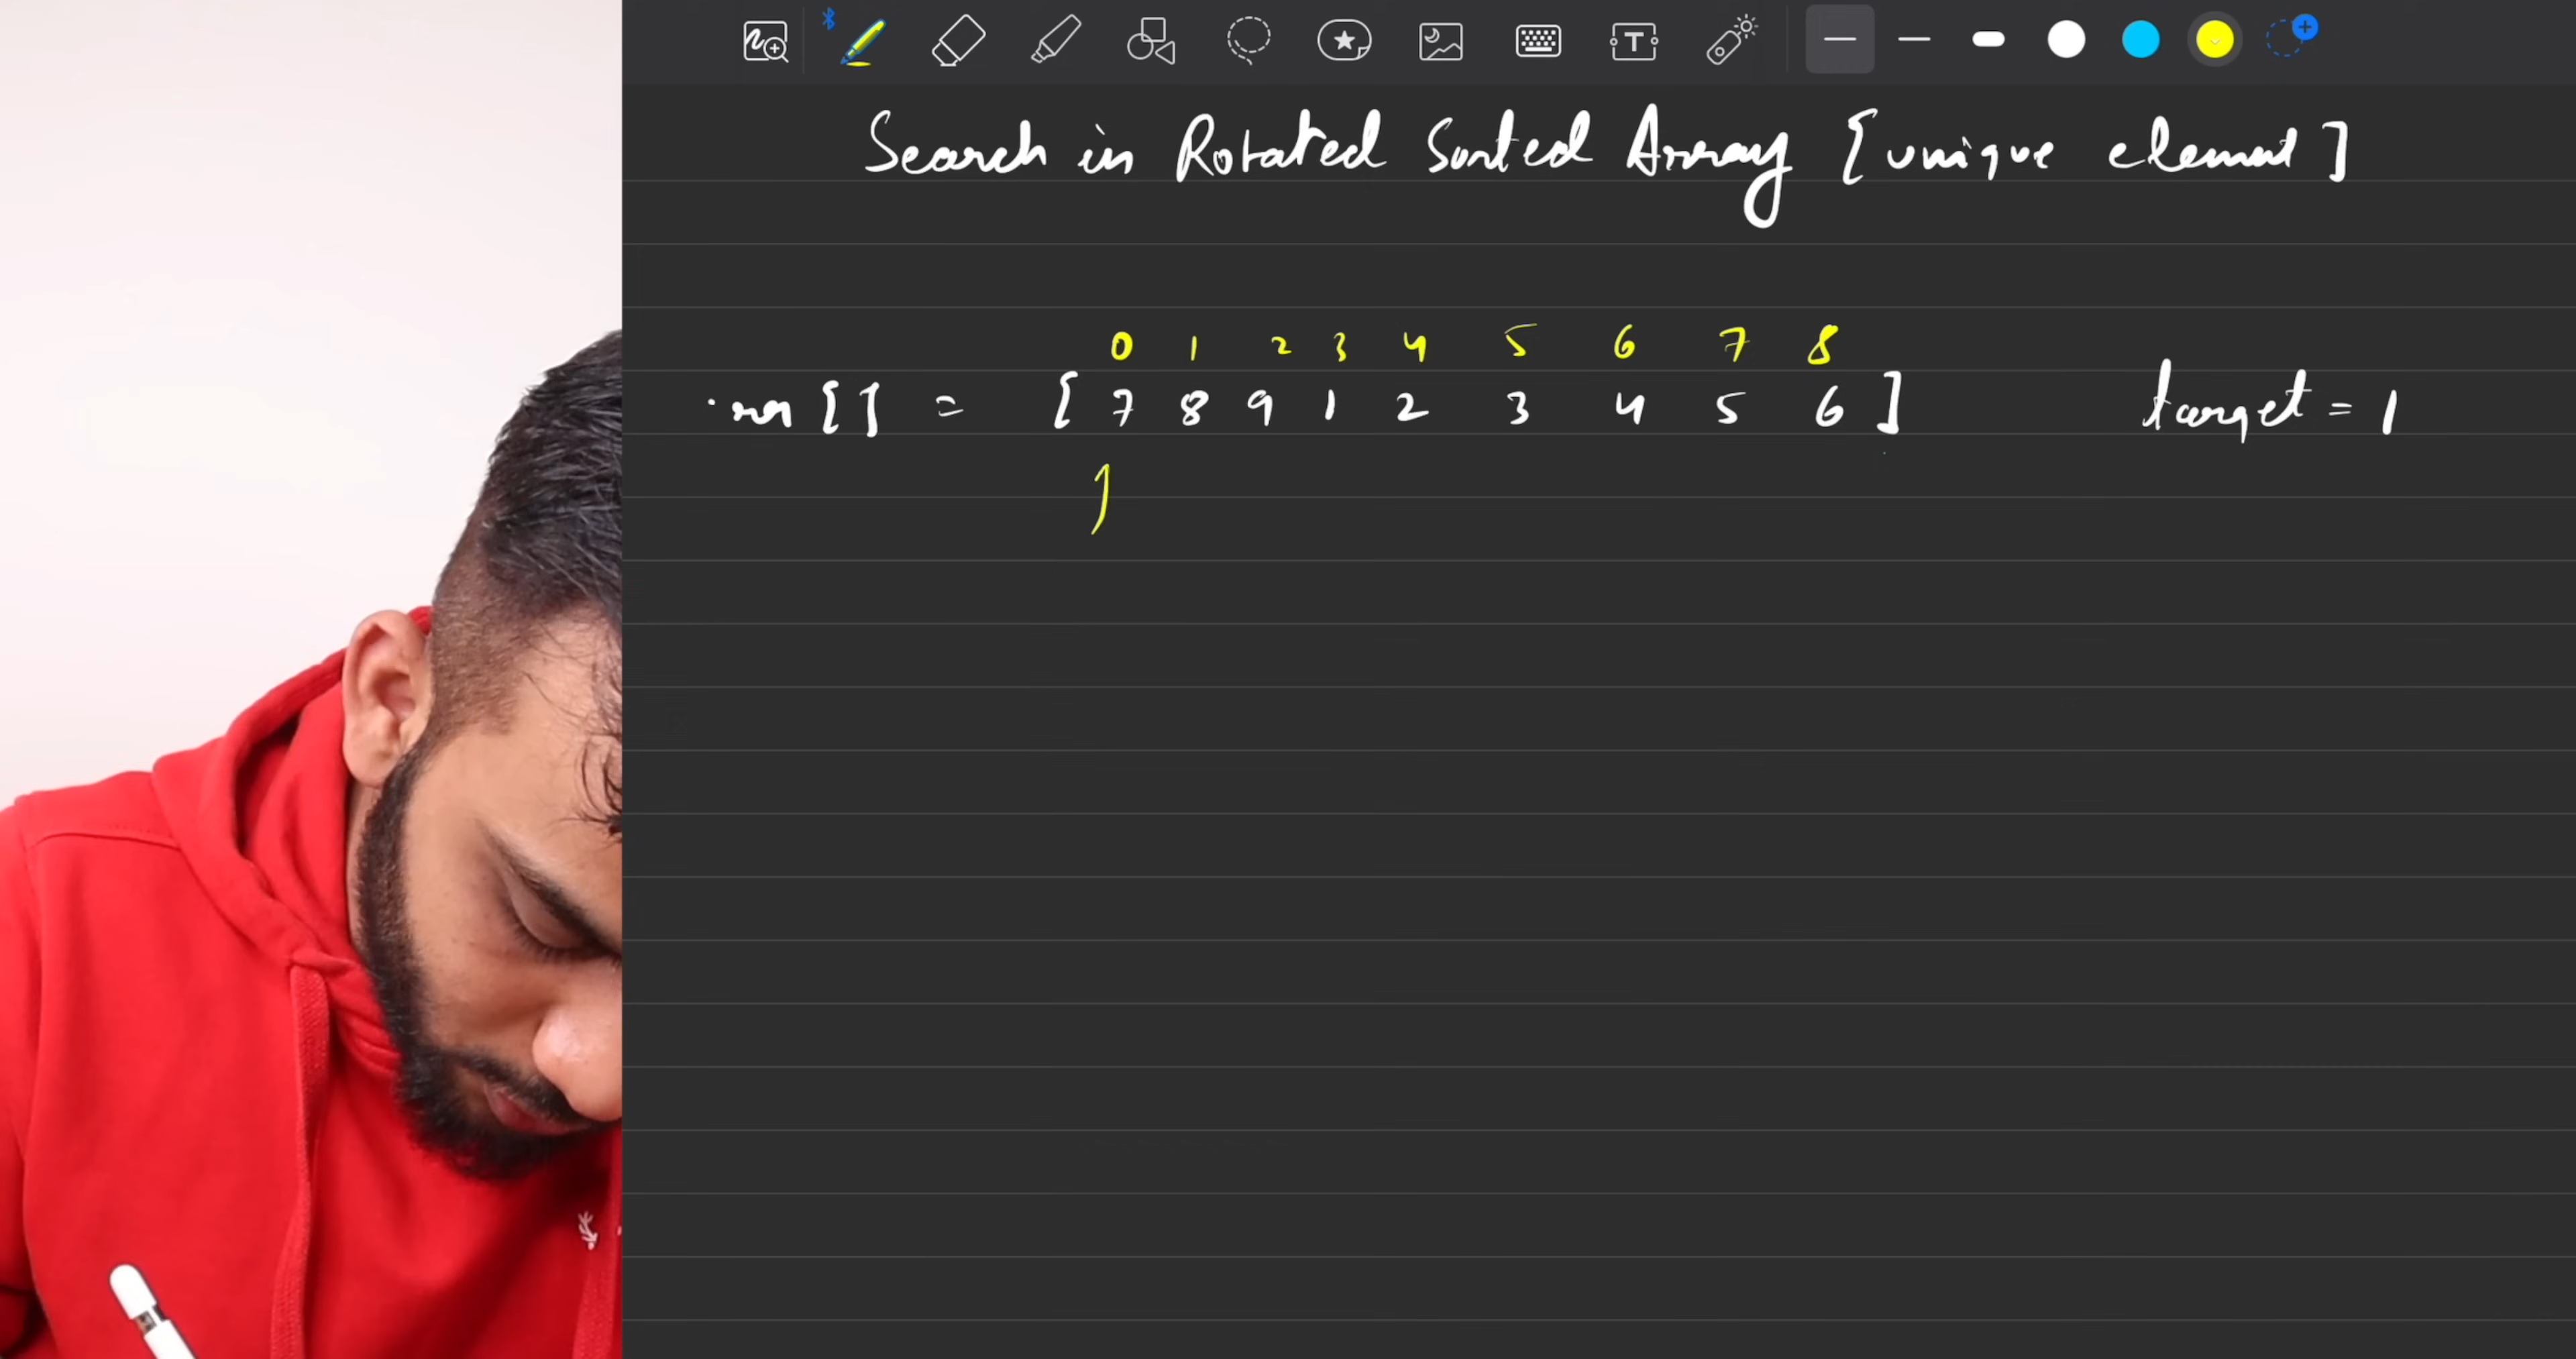 Search in Rotated Sorted Array [unique element]
0 1 2 3 4 5 6 7 8
[] = [ 7 8 9 1 2 3 4 5 6 ] target = 1